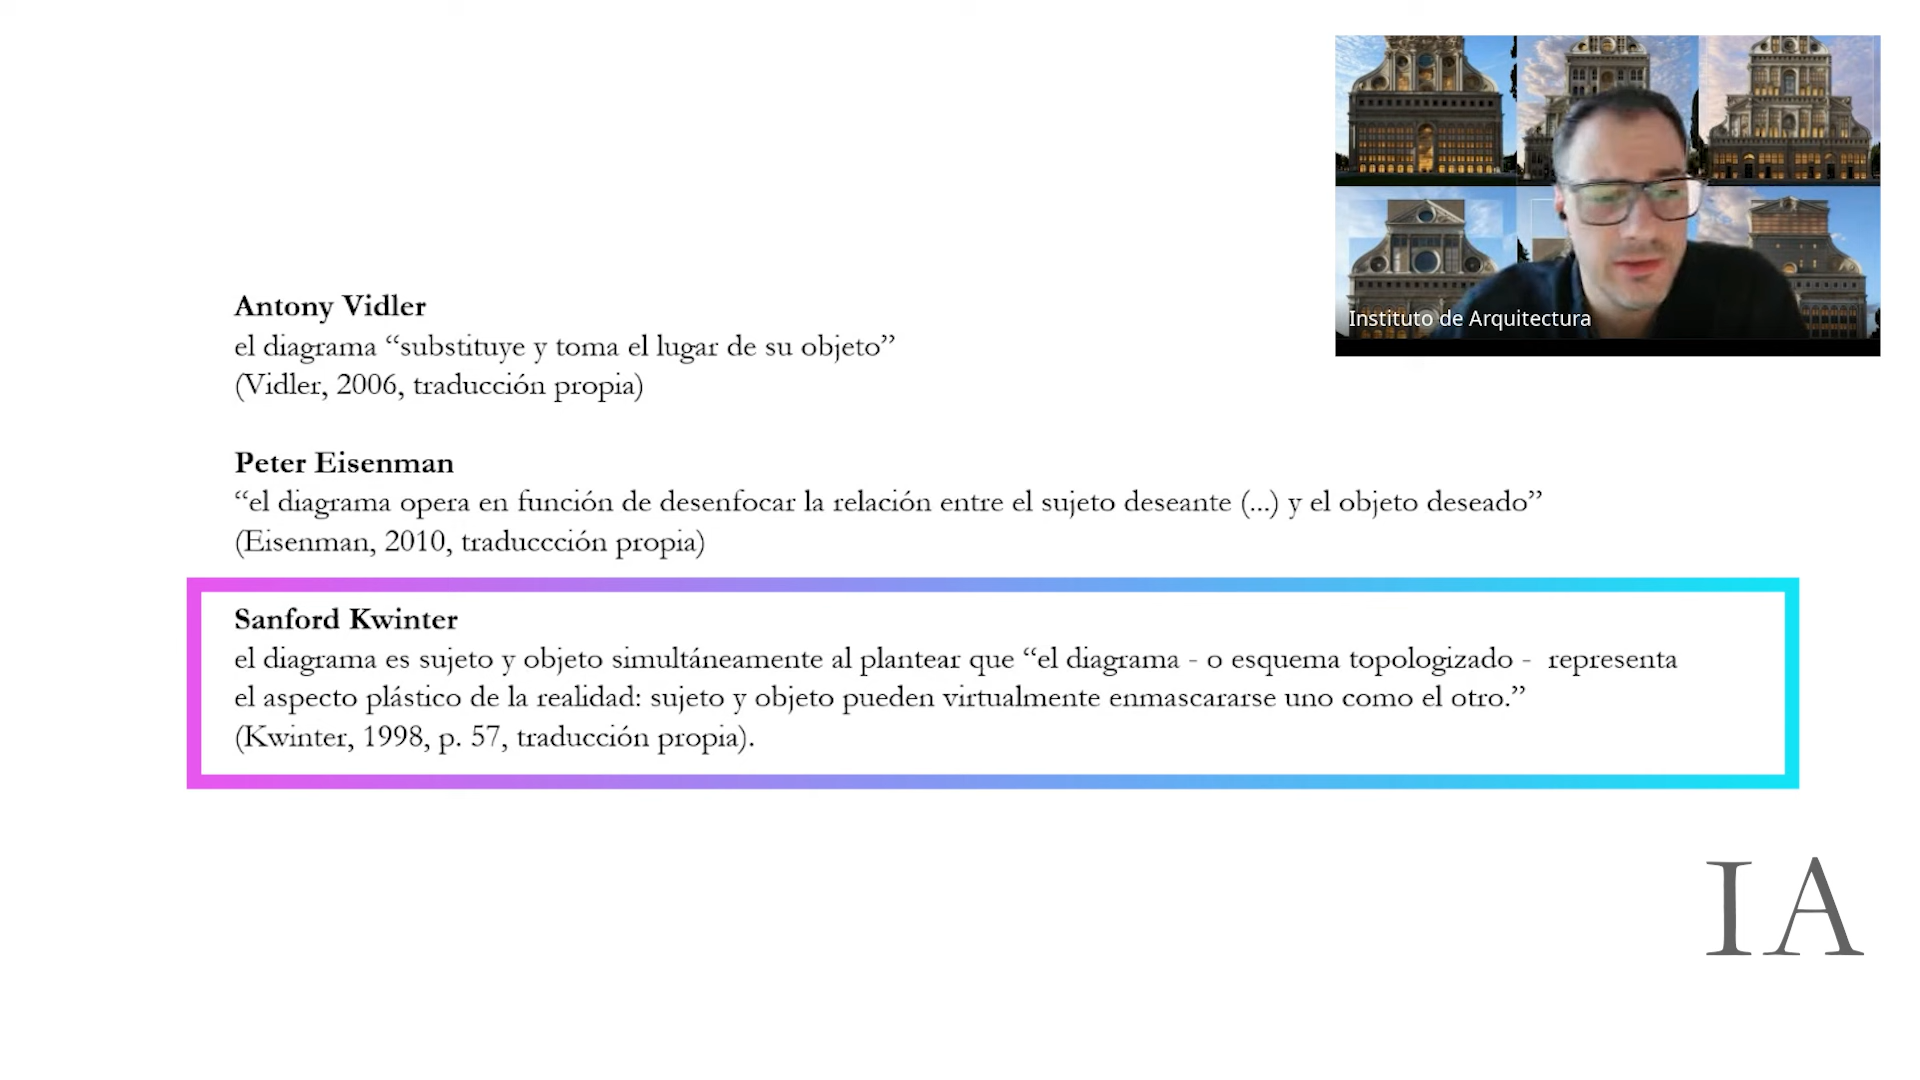 Instituto de Arquitectura
Antony Vidler
el diagrama “substituye y toma el lugar de su objeto”
(Vidler, 2006, traducción propia)
Peter Eisenman
“el diagrama opera en función de desenfocar la relación entre el sujeto deseante (...) y el objeto deseado”
(Eisenman, 2010, traduccción propia)
Sanford Kwinter
el diagrama es sujeto y objeto simultáneamente al plantear que “el diagrama - o esquema topologizado - representa
el aspecto plástico de la realidad: sujeto y objeto pueden virtualmente enmascararse uno como el otro.”
(Kwinter, 1998, p. 57, traducción propia).
IA